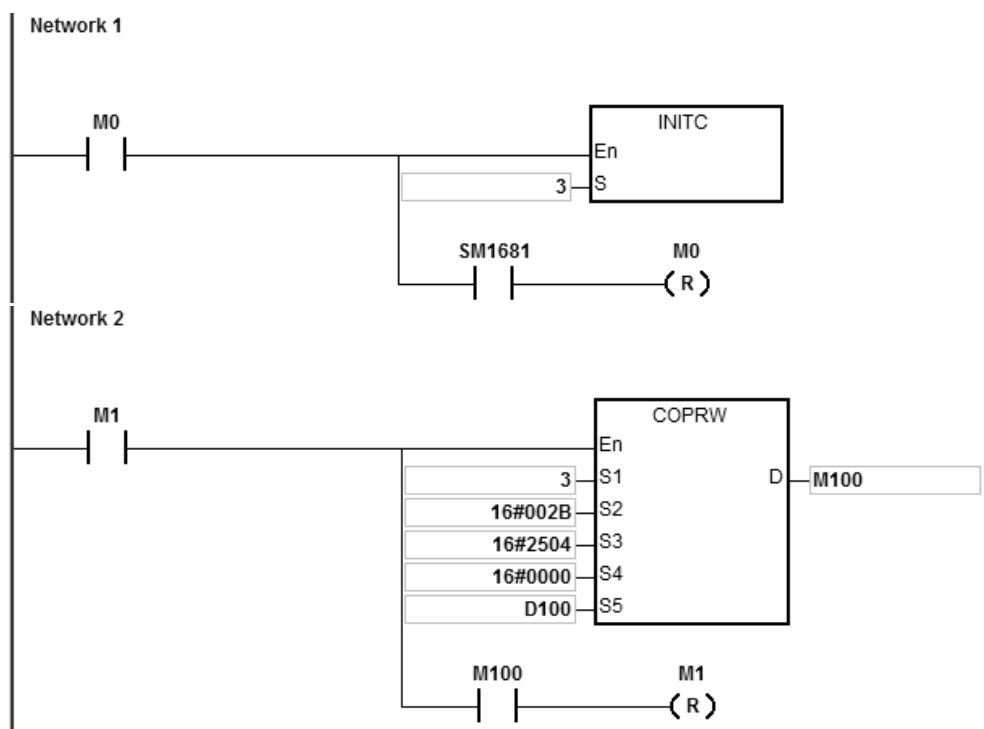 Network 1
M0
INITC
En
3 S
SM1681 M0
R
Network 2
M1
COPRW
En
3 S1 D M100
16#002B S2
16#2504 S3
16#0000 S4
D100 S5
M100 M1
R